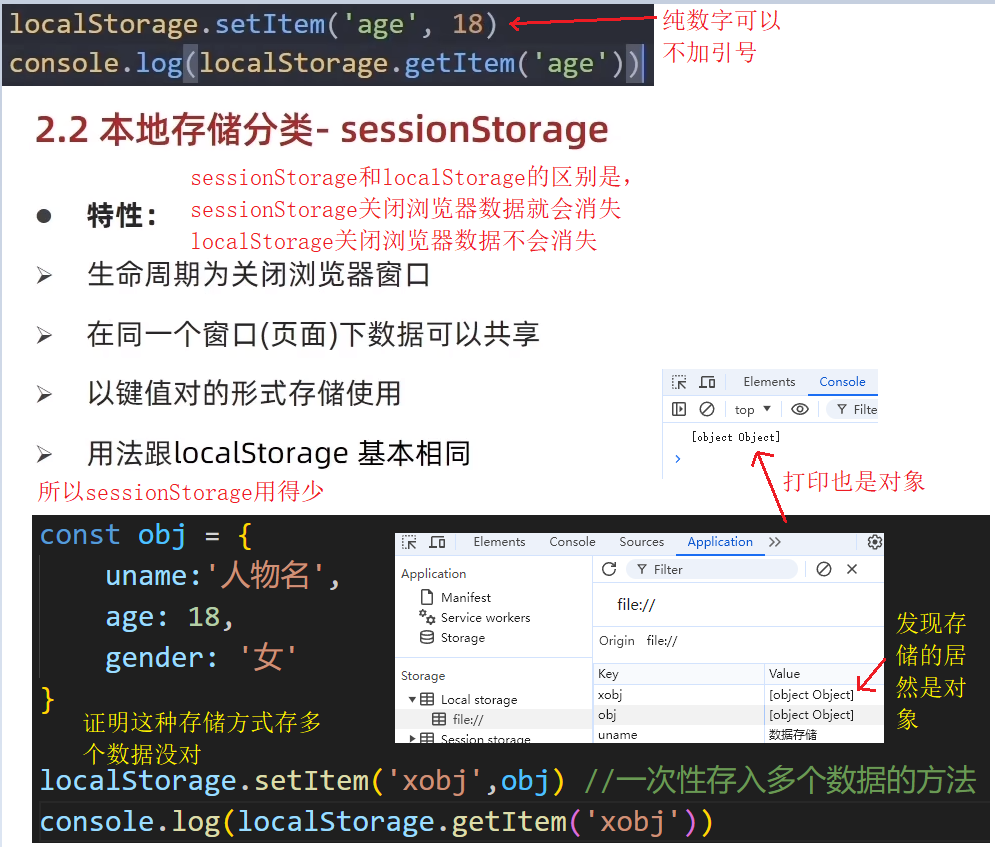 localStorage.setItem('age', 18)
纯数字可以
不加引号
console.log(localStorage.getItem('age'))
2.2 本地存储分类- sessionStorage
sessionStorage和localStorage的区别是，
● 特性：
sessionStorage关闭浏览器数据就会消失
localStorage关闭浏览器数据不会消失
➢ 生命周期为关闭浏览器窗口
➢ 在同一个窗口(页面)下数据可以共享
➢ 以键值对的形式存储使用
➢ 用法跟localStorage 基本相同
所以sessionStorage用得少
Elements Console
top ▼ Filte
[object Object]
>
打印也是对象
const obj = {
uname:'人物名',
age: 18,
gender: '女'
}
证明这种存储方式存多
个数据没对
Elements Console Sources Application >>
Application
Manifest
Service workers
Storage
Storage
▼ Local storage
file://
▶ Session storage
Filter
file://
Origin file://
Key Value
xobj [object Object]
obj [object Object]
uname 数据存储
发现存
储的居
然是对
象
localStorage.setItem('xobj',obj) //一次性存入多个数据的方法
console.log(localStorage.getItem('xobj'))